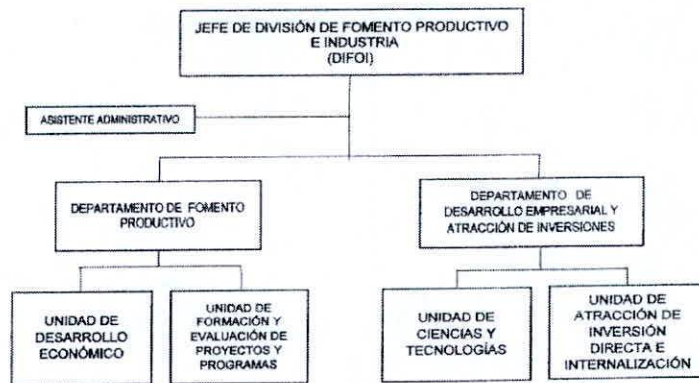 JEFE DE DIVISIÓN DE FOMENTO PRODUCTIVO
E INDUSTRIA
(DIFOI)
ASISTENTE ADMINISTRATIVO
DEPARTAMENTO DE FOMENTO
PRODUCTIVO
DEPARTAMENTO DE
DESARROLLO EMPRESARIAL Y
ATRACCIÓN DE INVERSIONES
UNIDAD DE
DESARROLLO
ECONÓMICO
UNIDAD DE
FORMACIÓN Y
EVALUACIÓN DE
PROYECTOS Y
PROGRAMAS
UNIDAD DE
CIENCIAS Y
TECNOLOGÍAS
UNIDAD DE
ATRACCIÓN DE
INVERSIÓN
DIRECTA E
INTERNALIZACIÓN